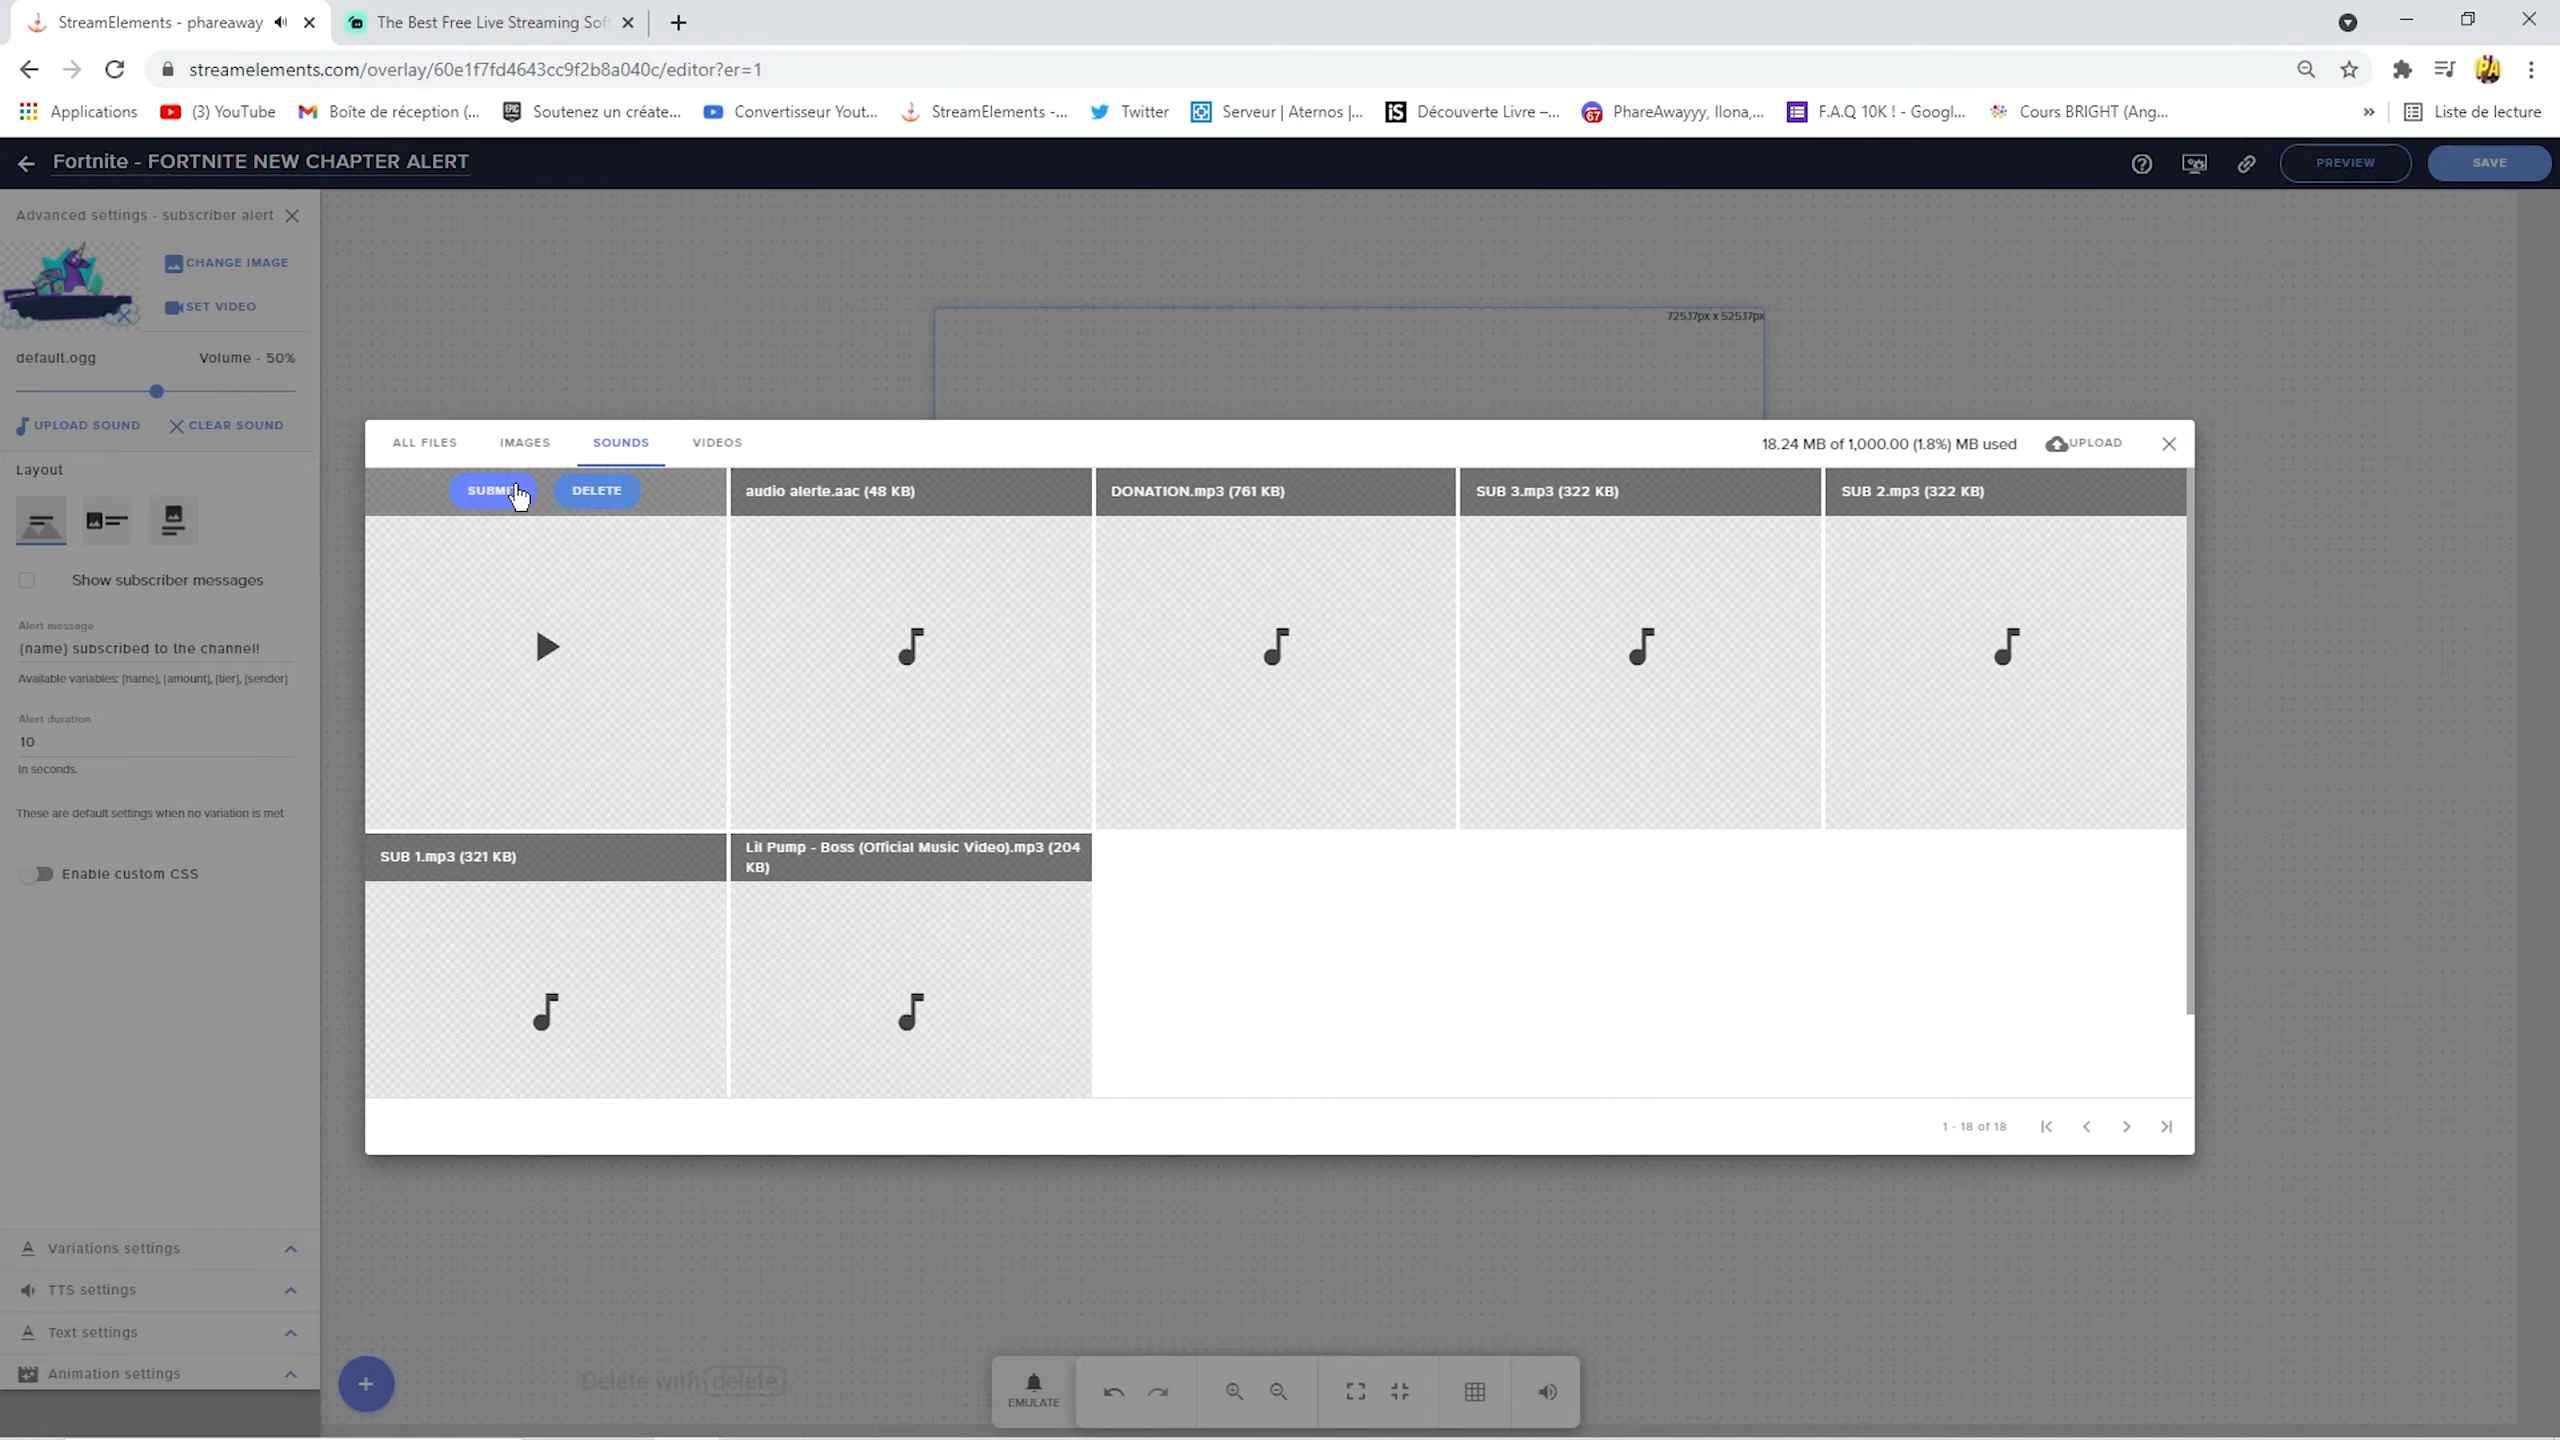 StreamElements - phareaway
The Best Free Live Streaming Sof
streamelements.com/overlay/60e1f7fd4643cc9f2b8a040c/editor?er=1
Applications
(3) YouTube
Boîte de réception (...
Soutenez un créate...
Convertisseur Yout...
StreamElements -...
Twitter
Serveur | Aternos |...
Découverte Livre –...
PhareAwayyy, Ilona,...
F.A.Q 10K ! - Googl...
Cours BRIGHT (Ang...
»
Liste de lecture
Fortnite - FORTNITE NEW CHAPTER ALERT
PREVIEW
SAVE
Advanced settings - subscriber alert
CHANGE IMAGE
SET VIDEO
default.ogg
Volume - 50%
UPLOAD SOUND
CLEAR SOUND
Layout
Show subscriber messages
Alert message
{name} subscribed to the channel!
Available variables: {name}, {amount}, {tier}, {sender}
Alert duration
10
In seconds.
These are default settings when no variation is met
Enable custom CSS
Variations settings
TTS settings
Text settings
Animation settings
725.17px x 525.17px
ALL FILES
IMAGES
SOUNDS
VIDEOS
18.24 MB of 1,000.00 (1.8%) MB used
UPLOAD
DELETE
audio alerte.aac (48 KB)
DONATION.mp3 (761 KB)
SUB 3.mp3 (322 KB)
SUB 2.mp3 (322 KB)
SUB 1.mp3 (321 KB)
Lil Pump - Boss (Official Music Video).mp3 (204
KB)
1 - 18 of 18
Delete with delete
EMULATE